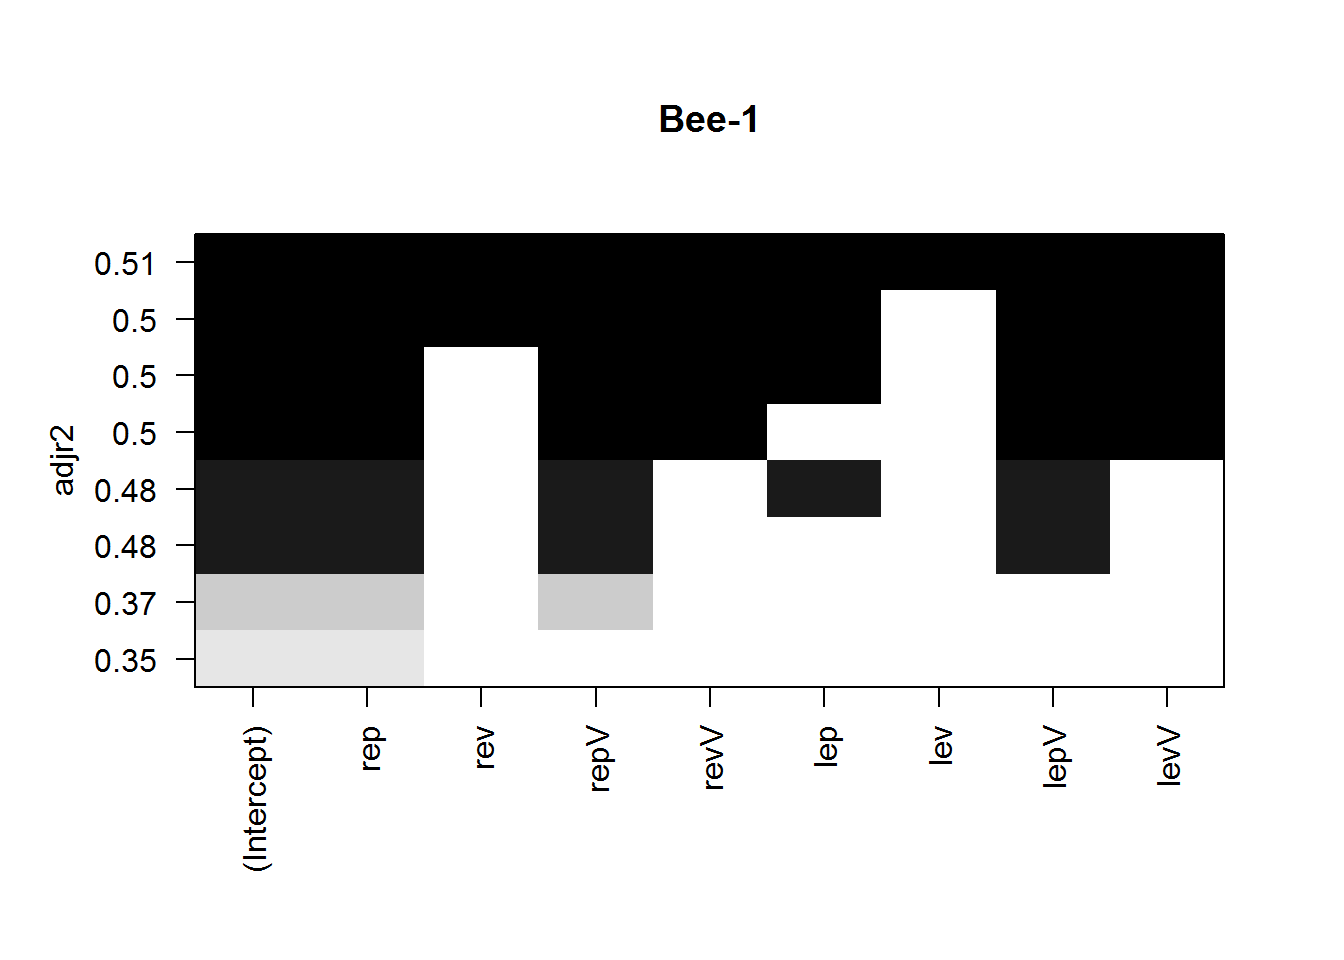 Bee-1
adjr2
0.51
0.5
0.5
0.5
0.48
0.48
0.37
0.35
(Intercept)
rep
rev
repV
revV
lep
lev
lepV
levV